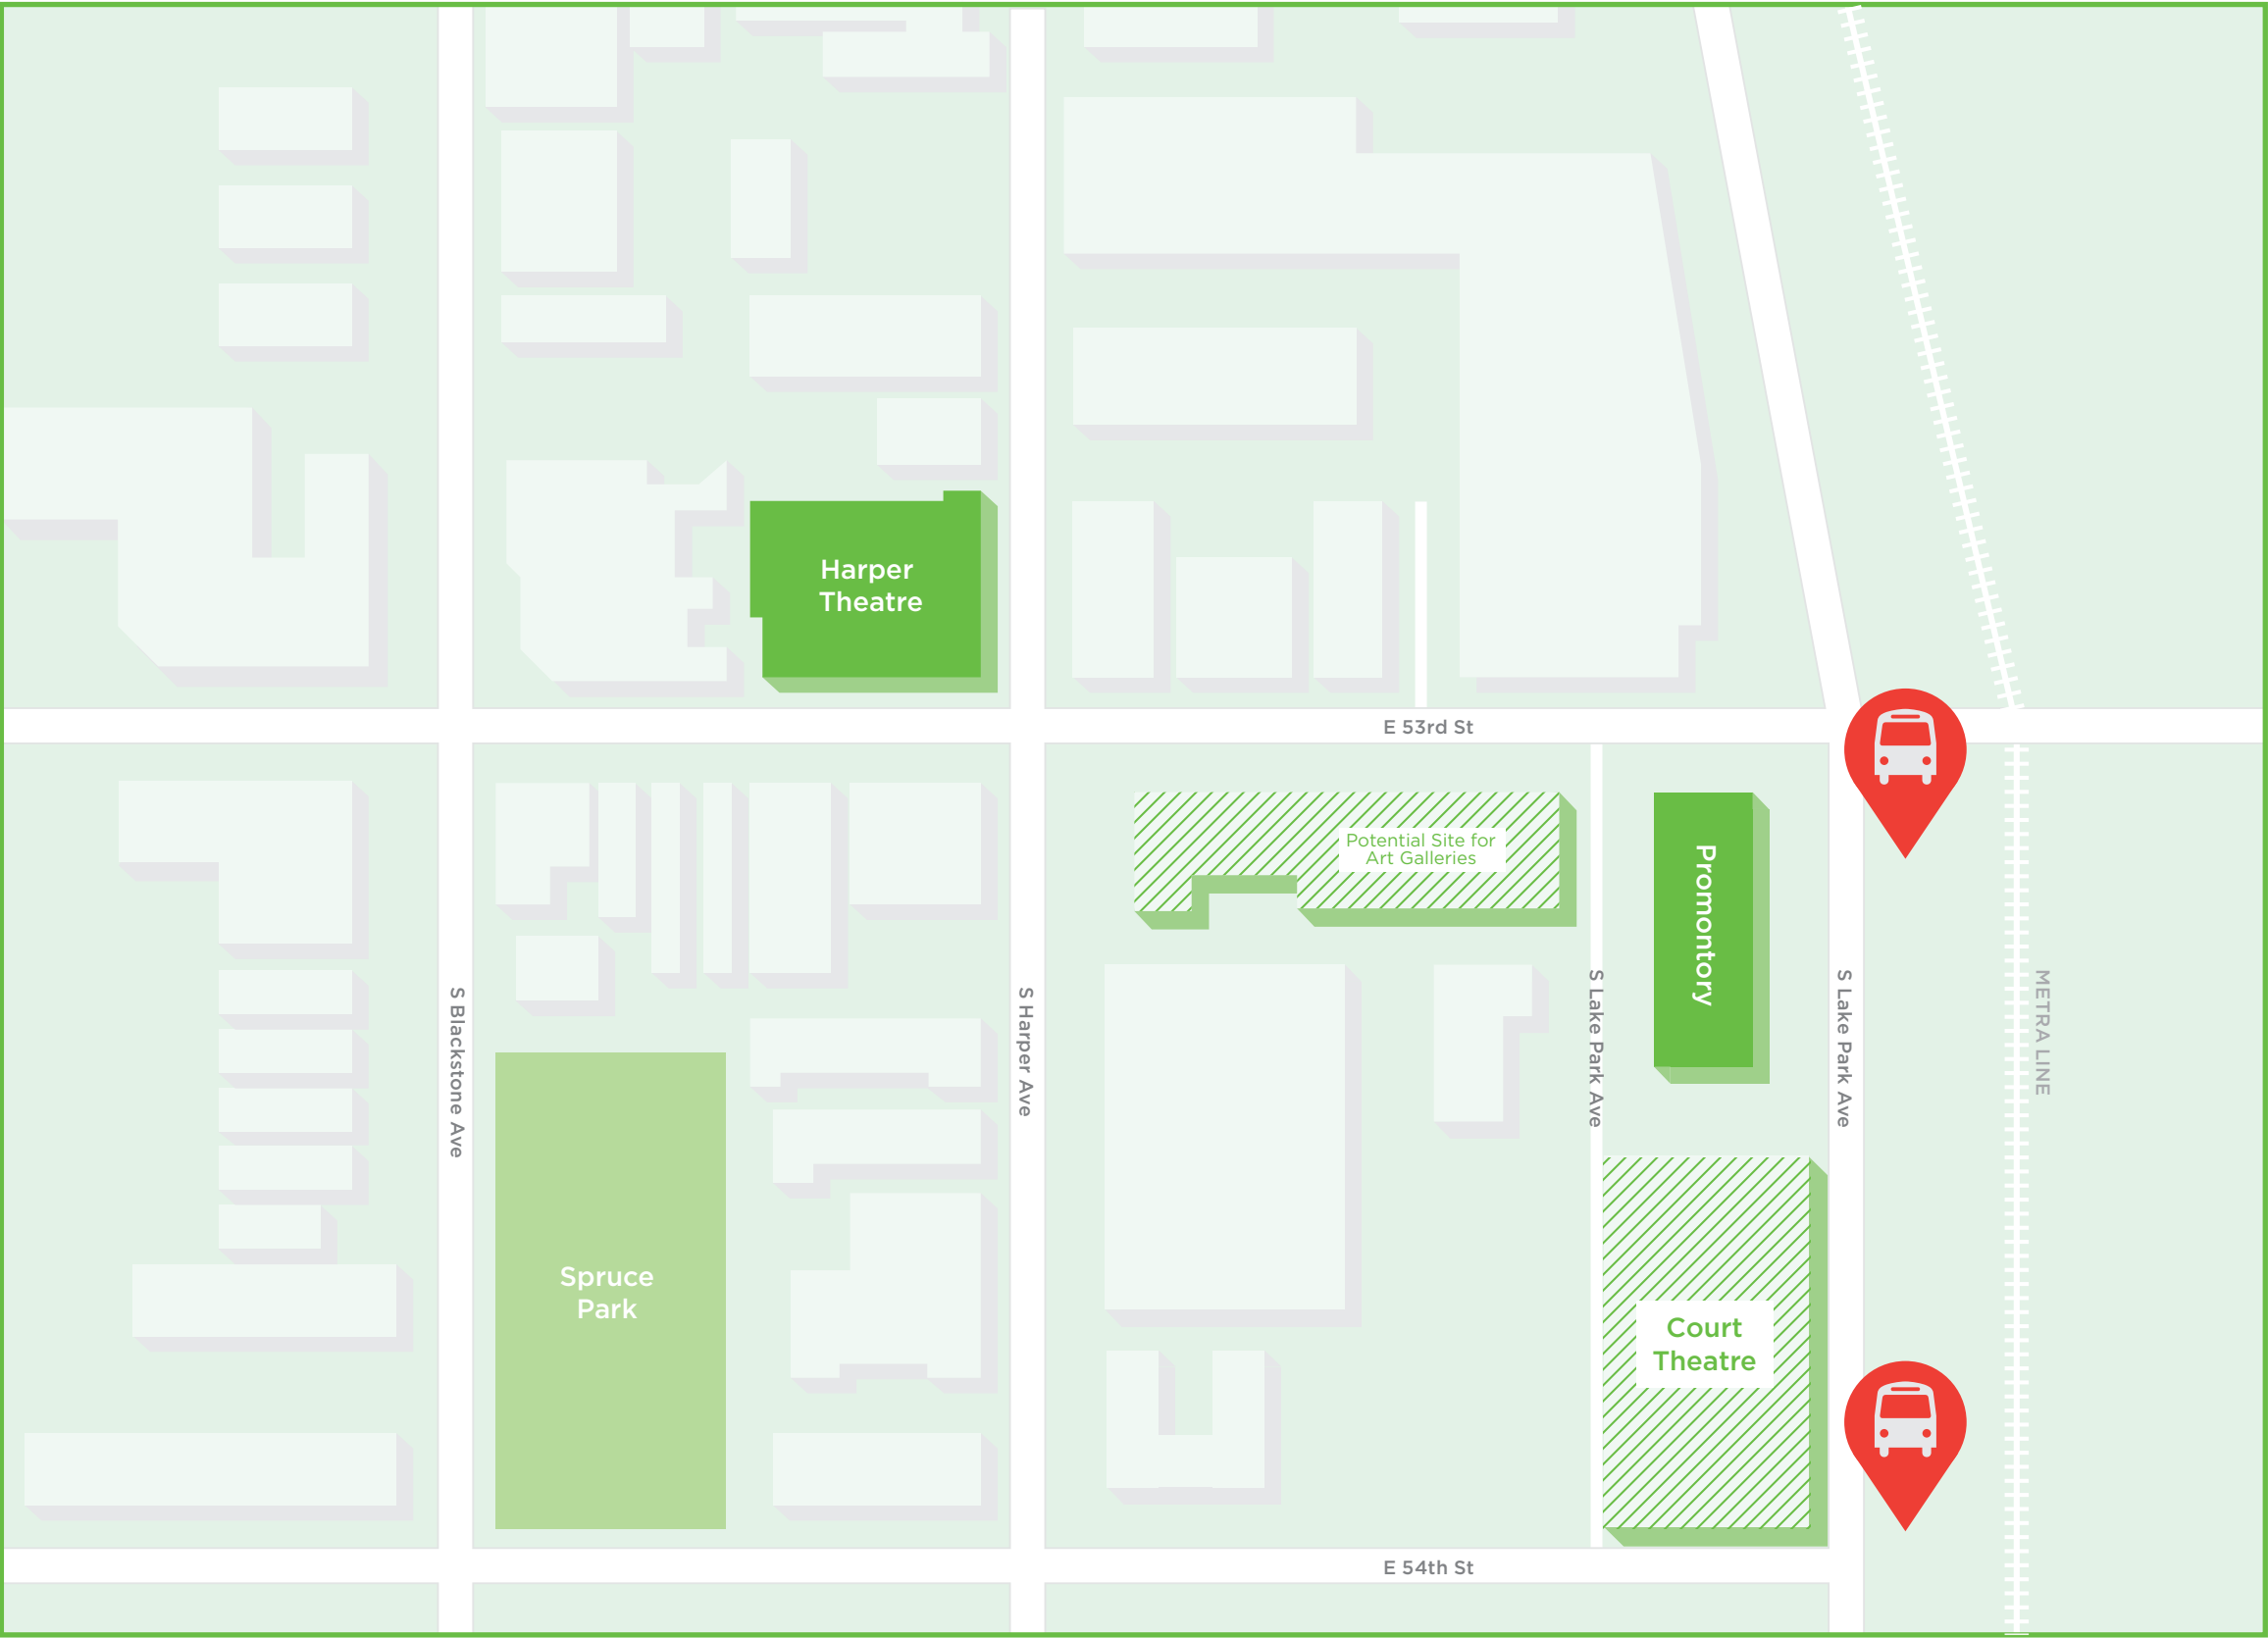 Harper
Theatre
E 53rd St
Potential Site for
Art Galleries
Promontory
S Blackstone Ave
S Harper Ave
S Lake Park Ave
S Lake Park Ave
METRA LINE
Spruce
Park
Court
Theatre
E 54th St